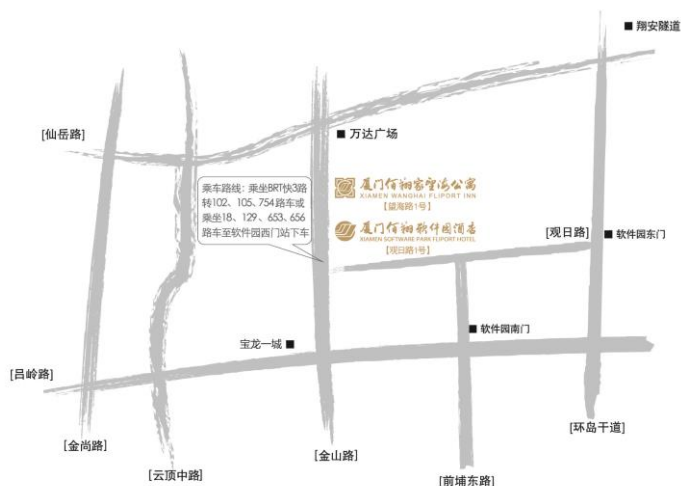 翔安隧道
[仙岳路]
万达广场
乘车路线：乘坐BRT快3路
转102、105、754路车或
乘坐18、129、653、656
路车至软件园西门站下车
厦门佰翔家望海公寓
XIAMEN WANGHAI FLIPORT INN
【望海路1号】
厦门佰翔软件园酒店
XIAMEN SOFTWARE PARK FLIPORT HOTEL
【观日路1号】
[观日路]
软件园东门
软件园南门
宝龙一城
[吕岭路]
[金尚路]
[云顶中路]
[金山路]
[前埔东路]
[环岛干道]